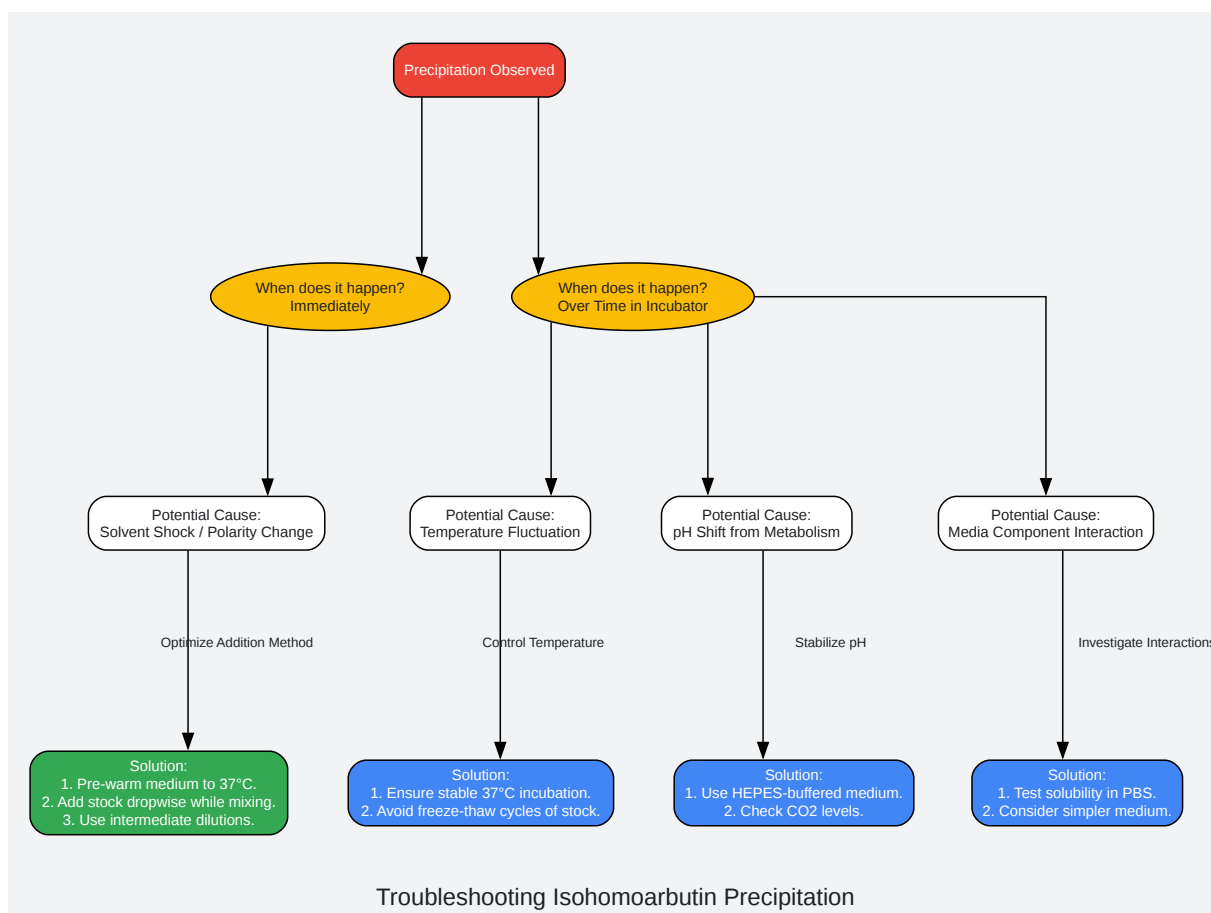 Precipitation Observed
When does it happen?
Immediately
When does it happen?
Over Time in Incubator
Potential Cause:
Solvent Shock / Polarity Change
Potential Cause:
Temperature Fluctuation
Potential Cause:
pH Shift from Metabolism
Potential Cause:
Media Component Interaction
Optimize Addition Method
Control Temperature
Stabilize pH
Investigate Interactions
Solution:
1. Pre-warm medium to 37°C.
2. Add stock dropwise while mixing.
3. Use intermediate dilutions.
Solution:
1. Ensure stable 37°C incubation.
2. Avoid freeze-thaw cycles of stock.
Solution:
1. Use HEPES-buffered medium.
2. Check CO2 levels.
Solution:
1. Test solubility in PBS.
2. Consider simpler medium.
Troubleshooting Isohomoarbutin Precipitation